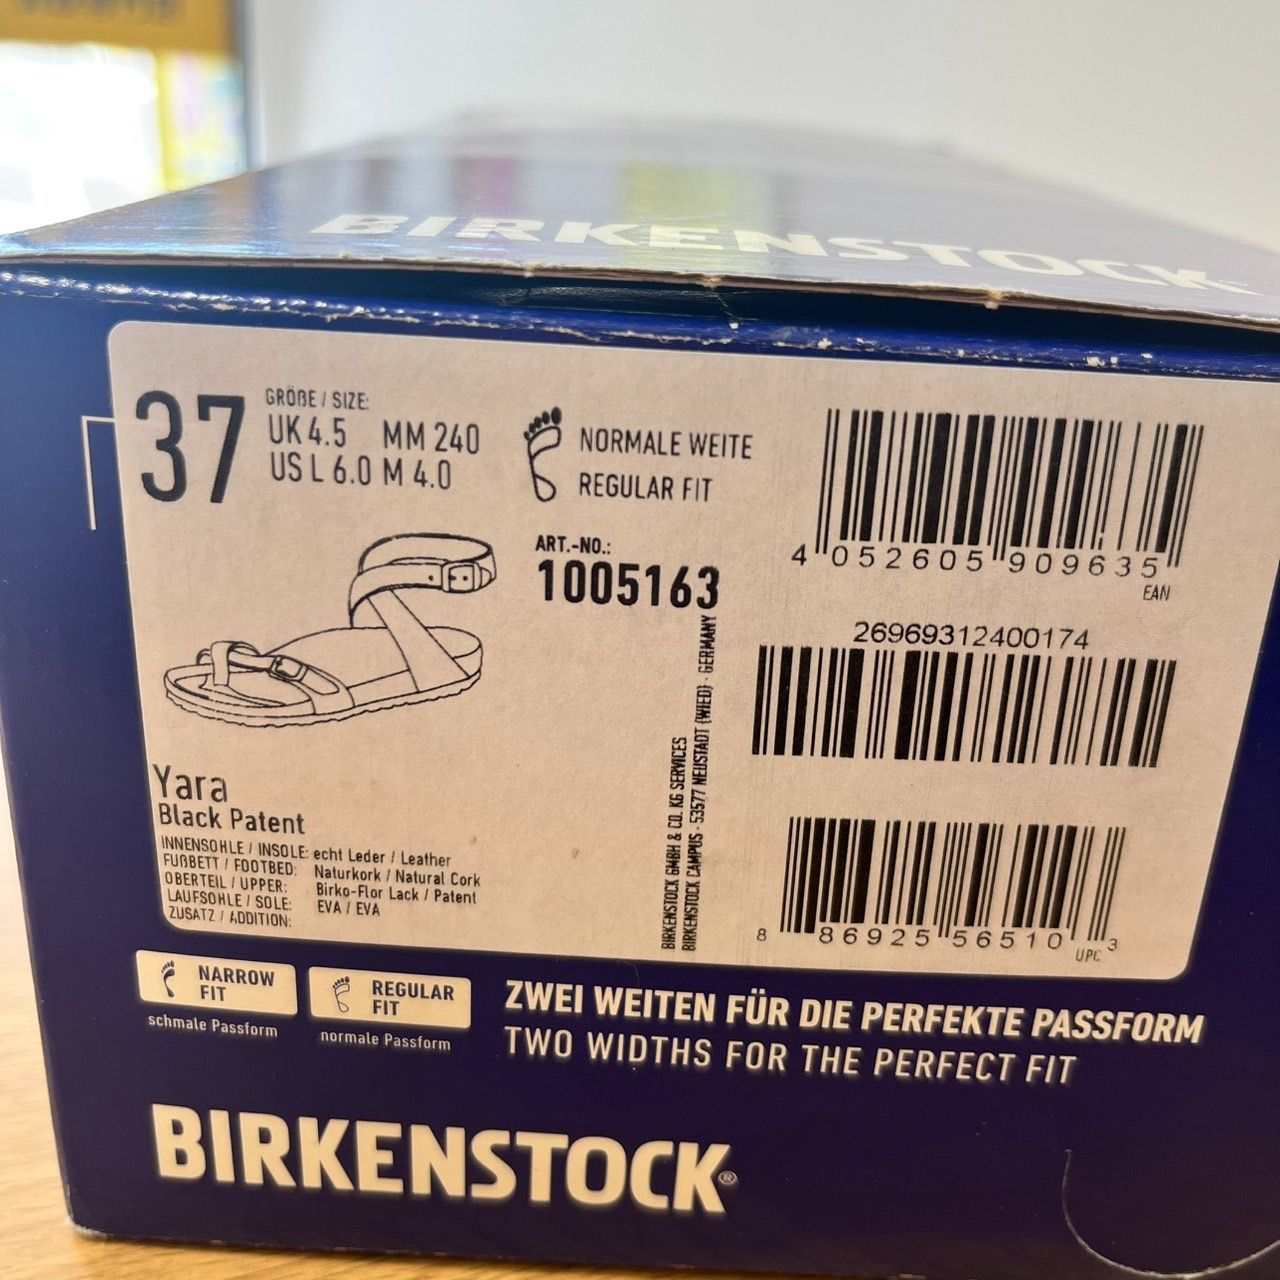 BIRKENSTOCK
37
GRÖßE / SIZE:
UK 4.5 MM 240
US L 6.0 M 4.0
NORMALE WEITE
REGULAR FIT
ART.-NO.:
1005163
4 052605 909635
EAN
26969312400174
8 86925 56510 3
UPC
BIRKENSTOCK GMBH & CO. KG SERVICES
BIRKENSTOCK CAMPUS · 53577 NEUSTADT (WIED) · GERMANY
Yara
Black Patent
INNENSOHLE / INSOLE: echt Leder / Leather
FUßBETT / FOOTBED: Naturkork / Natural Cork
OBERTEIL / UPPER: Birko-Flor Lack / Patent
LAUFSOHLE / SOLE: EVA / EVA
ZUSATZ / ADDITION:
NARROW
FIT
schmale Passform
REGULAR
FIT
normale Passform
ZWEI WEITEN FÜR DIE PERFEKTE PASSFORM
TWO WIDTHS FOR THE PERFECT FIT
BIRKENSTOCK®